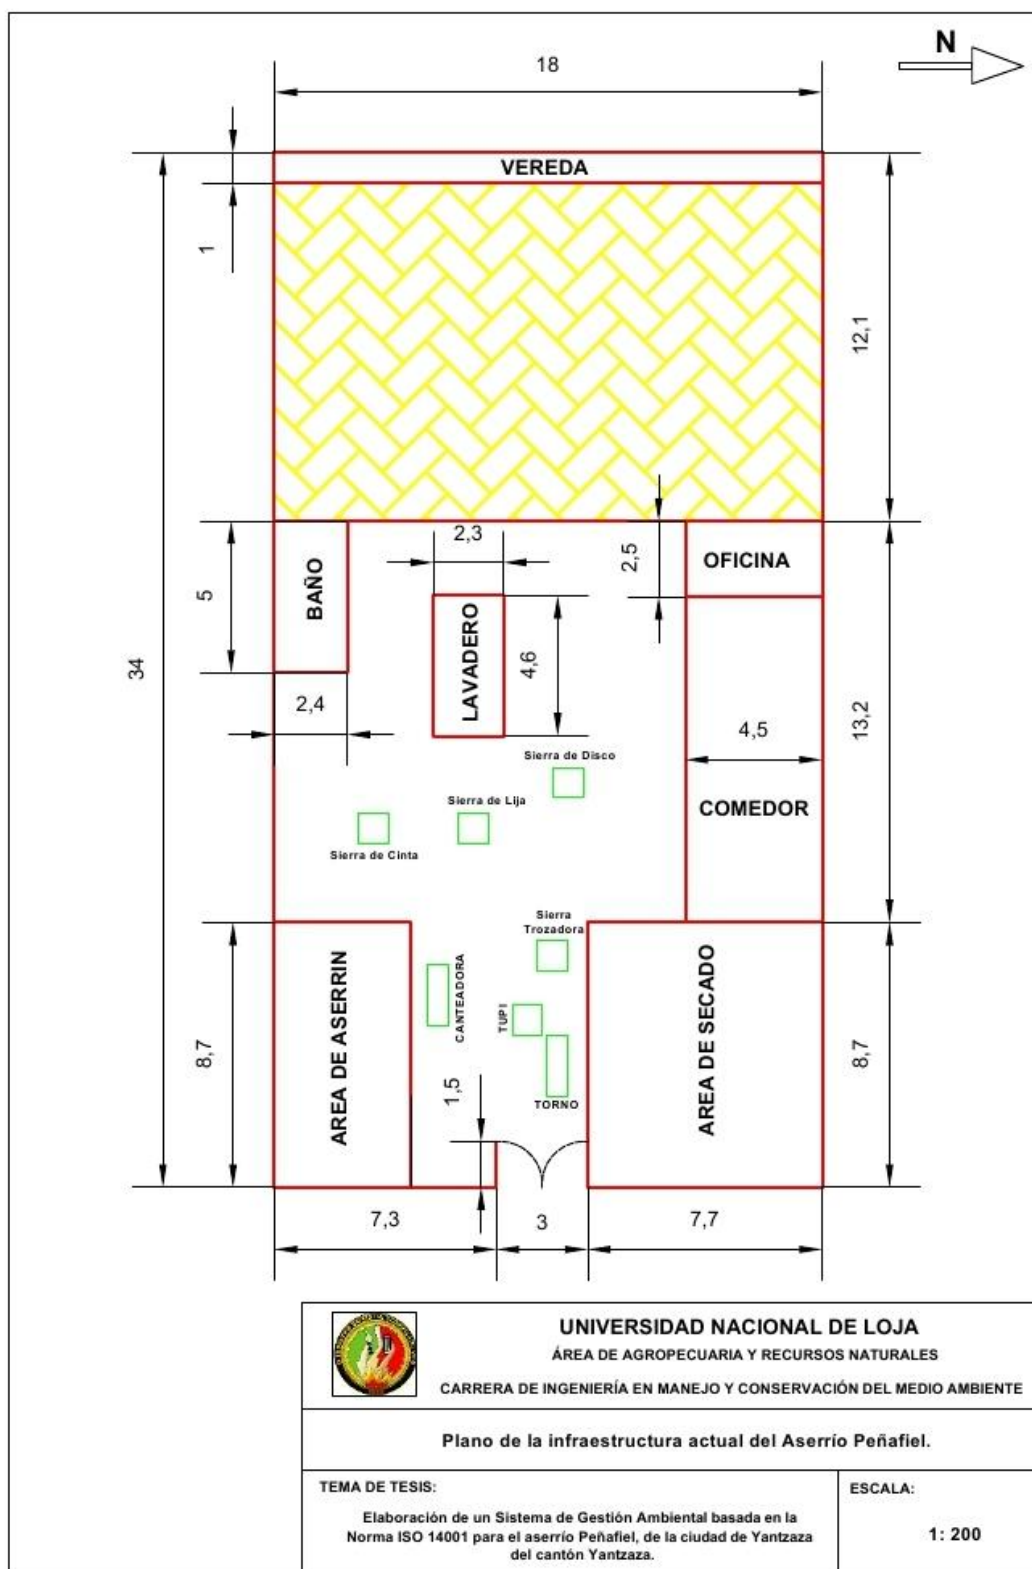 N
18
VEREDA
1
12,1
34
5
BAÑO
2,3
2,5
OFICINA
LAVADERO
4,6
2,4
13,2
4,5
COMEDOR
Sierra de Disco
Sierra de Lija
Sierra de Cinta
Sierra
Trozadora
AREA DE ASERRIN
CANTEADORA
TUPI
TORNO
AREA DE SECADO
8,7
1,5
8,7
7,3
3
7,7
UNIVERSIDAD NACIONAL DE LOJA
ÁREA DE AGROPECUARIA Y RECURSOS NATURALES
CARRERA DE INGENIERÍA EN MANEJO Y CONSERVACIÓN DEL MEDIO AMBIENTE
Plano de la infraestructura actual del Aserrío Peñafiel.
TEMA DE TESIS:
Elaboración de un Sistema de Gestión Ambiental basada en la
Norma ISO 14001 para el aserrío Peñafiel, de la ciudad de Yantzaza
del cantón Yantzaza.
ESCALA:
1: 200